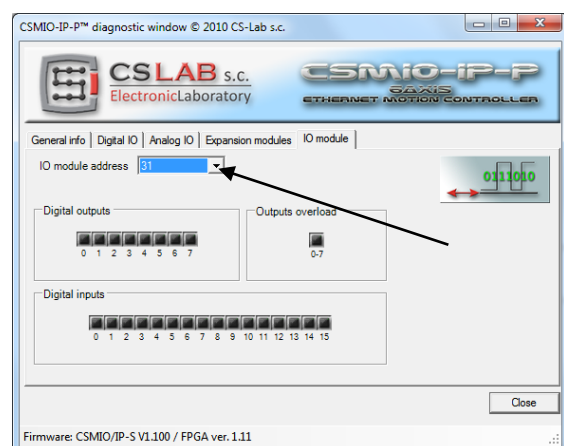 CSMIO-IP-P™ diagnostic window © 2010 CS-Lab s.c.
CSLAB s.c.
ElectronicLaboratory
CSMIO-IP-P
6AXIS
ETHERNET MOTION CONTROLLER
General info Digital IO Analog IO Expansion modules IO module
IO module address 31
0111010
Digital outputs
0 1 2 3 4 5 6 7
Outputs overload
0-7
Digital inputs
0 1 2 3 4 5 6 7 8 9 10 11 12 13 14 15
Close
Firmware: CSMIO/IP-S V1.100 / FPGA ver. 1.11